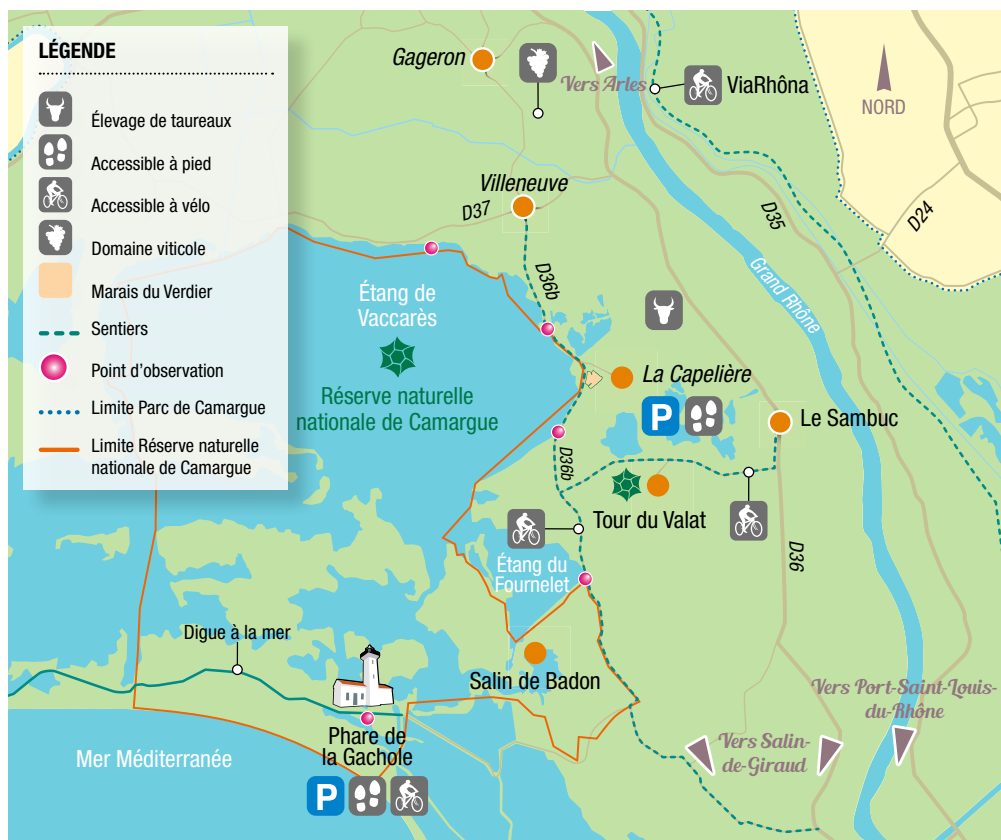 LÉGENDE
Élevage de taureaux
Accessible à pied
Accessible à vélo
Domaine viticole
Marais du Verdier
Sentiers
Point d'observation
Limite Parc de Camargue
Limite Réserve naturelle
nationale de Camargue
Gageron
Vers Arles
ViaRhôna
NORD
Villeneuve
D37
D35
D24
D36b
Grand Rhône
Étang de
Vaccarès
Réserve naturelle
nationale de Camargue
La Capelière
P
Le Sambuc
D36b
Tour du Valat
D36
Étang du
Fournelet
Digue à la mer
Salin de Badon
Vers Port-Saint-Louis-
du-Rhône
Phare de
la Gachole
Vers Salin-
de-Giraud
Mer Méditerranée
P